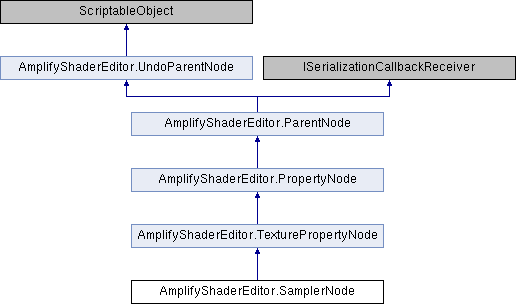 ScriptableObject
AmplifyShaderEditor.UndoParentNode
ISerializationCallbackReceiver
AmplifyShaderEditor.ParentNode
AmplifyShaderEditor.PropertyNode
AmplifyShaderEditor.TexturePropertyNode
AmplifyShaderEditor.SamplerNode